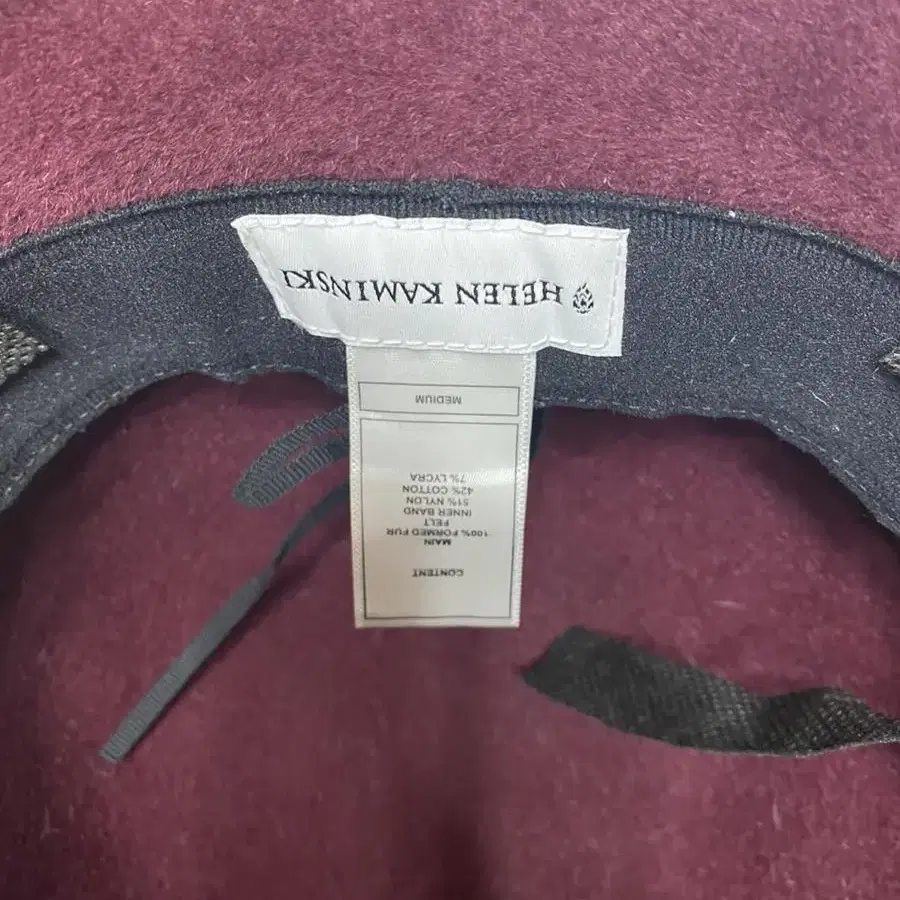 HELEN KAMINSKI
MEDIUM
CONTENT
MAIN
100% FORMED FUR
FELT
INNER BAND
51% NYLON
42% COTTON
7% LYCRA